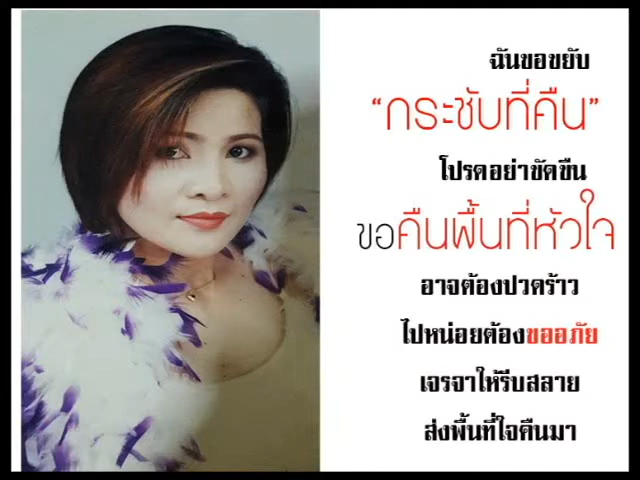 ฉันขอขยับ
“กระชับที่คืน”
โปรดอย่าขัดขืน
ขอคืนพื้นที่หัวใจ
อาจต้องปวดร้าว
ไปหน่อยต้องขออภัย
เจรจาให้รีบสลาย
ส่งพื้นที่ใจคืนมา